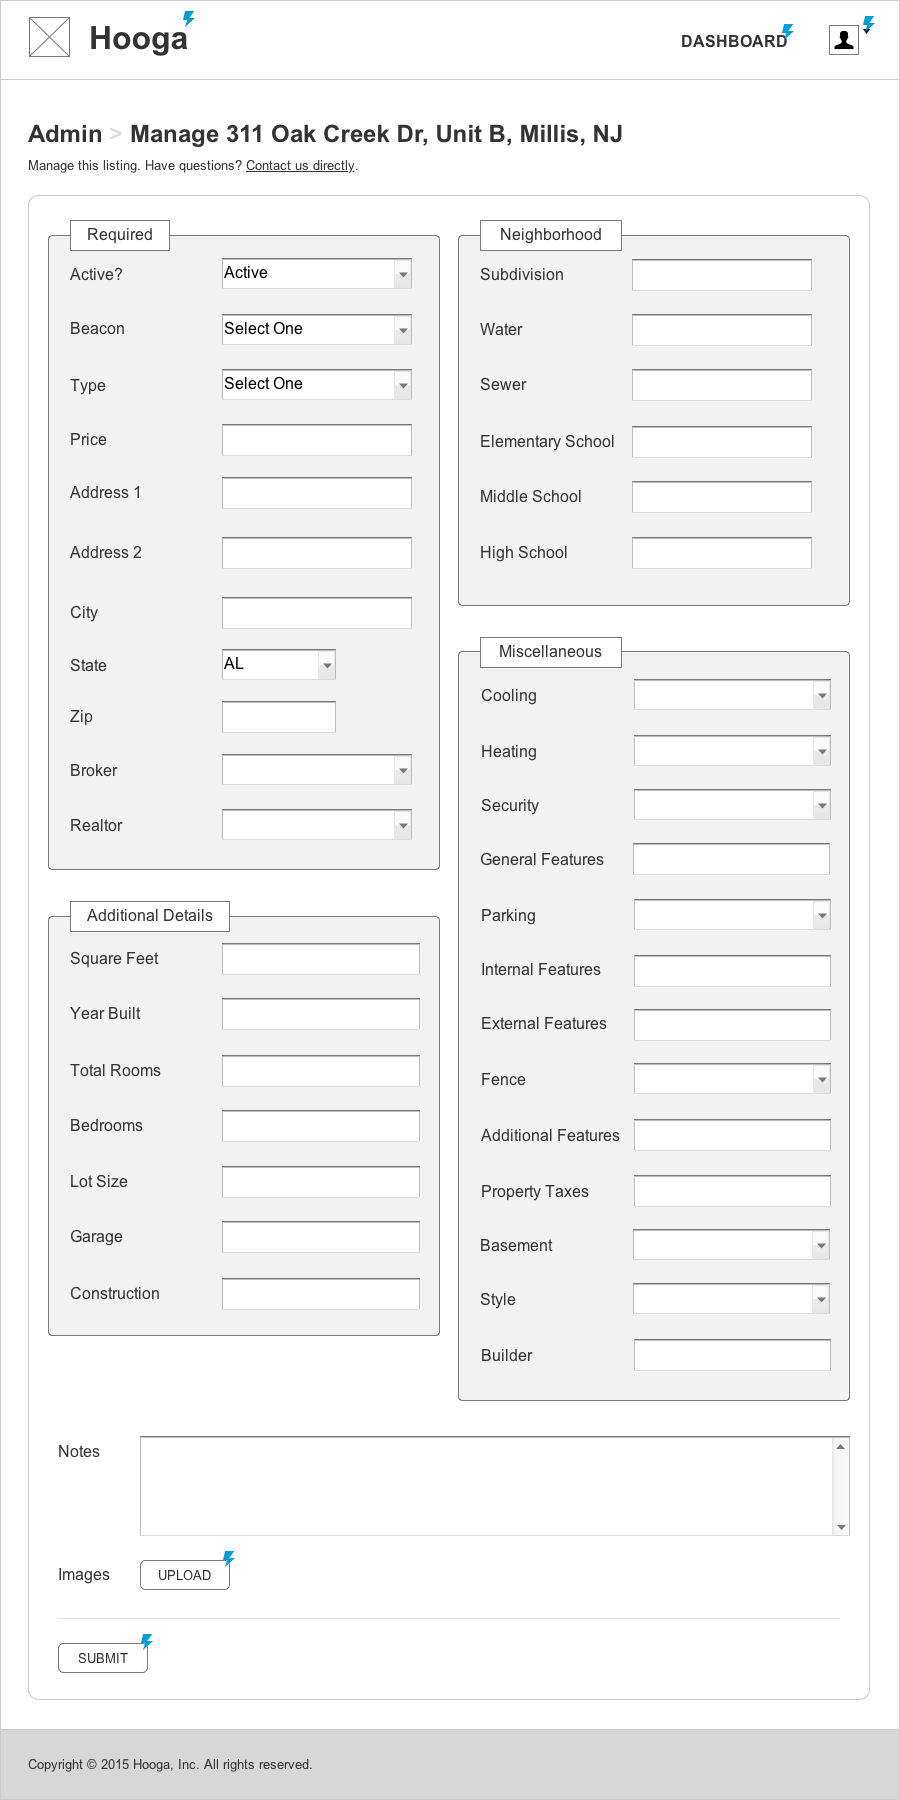 Hooga
DASHBOARD
Admin > Manage 311 Oak Creek Dr, Unit B, Millis, NJ
Manage this listing. Have questions? Contact us directly.
Required
Active? Active
Beacon Select One
Type Select One
Price
Address 1
Address 2
City
State AL
Zip
Broker
Realtor
Additional Details
Square Feet
Year Built
Total Rooms
Bedrooms
Lot Size
Garage
Construction
Neighborhood
Subdivision
Water
Sewer
Elementary School
Middle School
High School
Miscellaneous
Cooling
Heating
Security
General Features
Parking
Internal Features
External Features
Fence
Additional Features
Property Taxes
Basement
Style
Builder
Notes
Images UPLOAD
SUBMIT
Copyright © 2015 Hooga, Inc. All rights reserved.